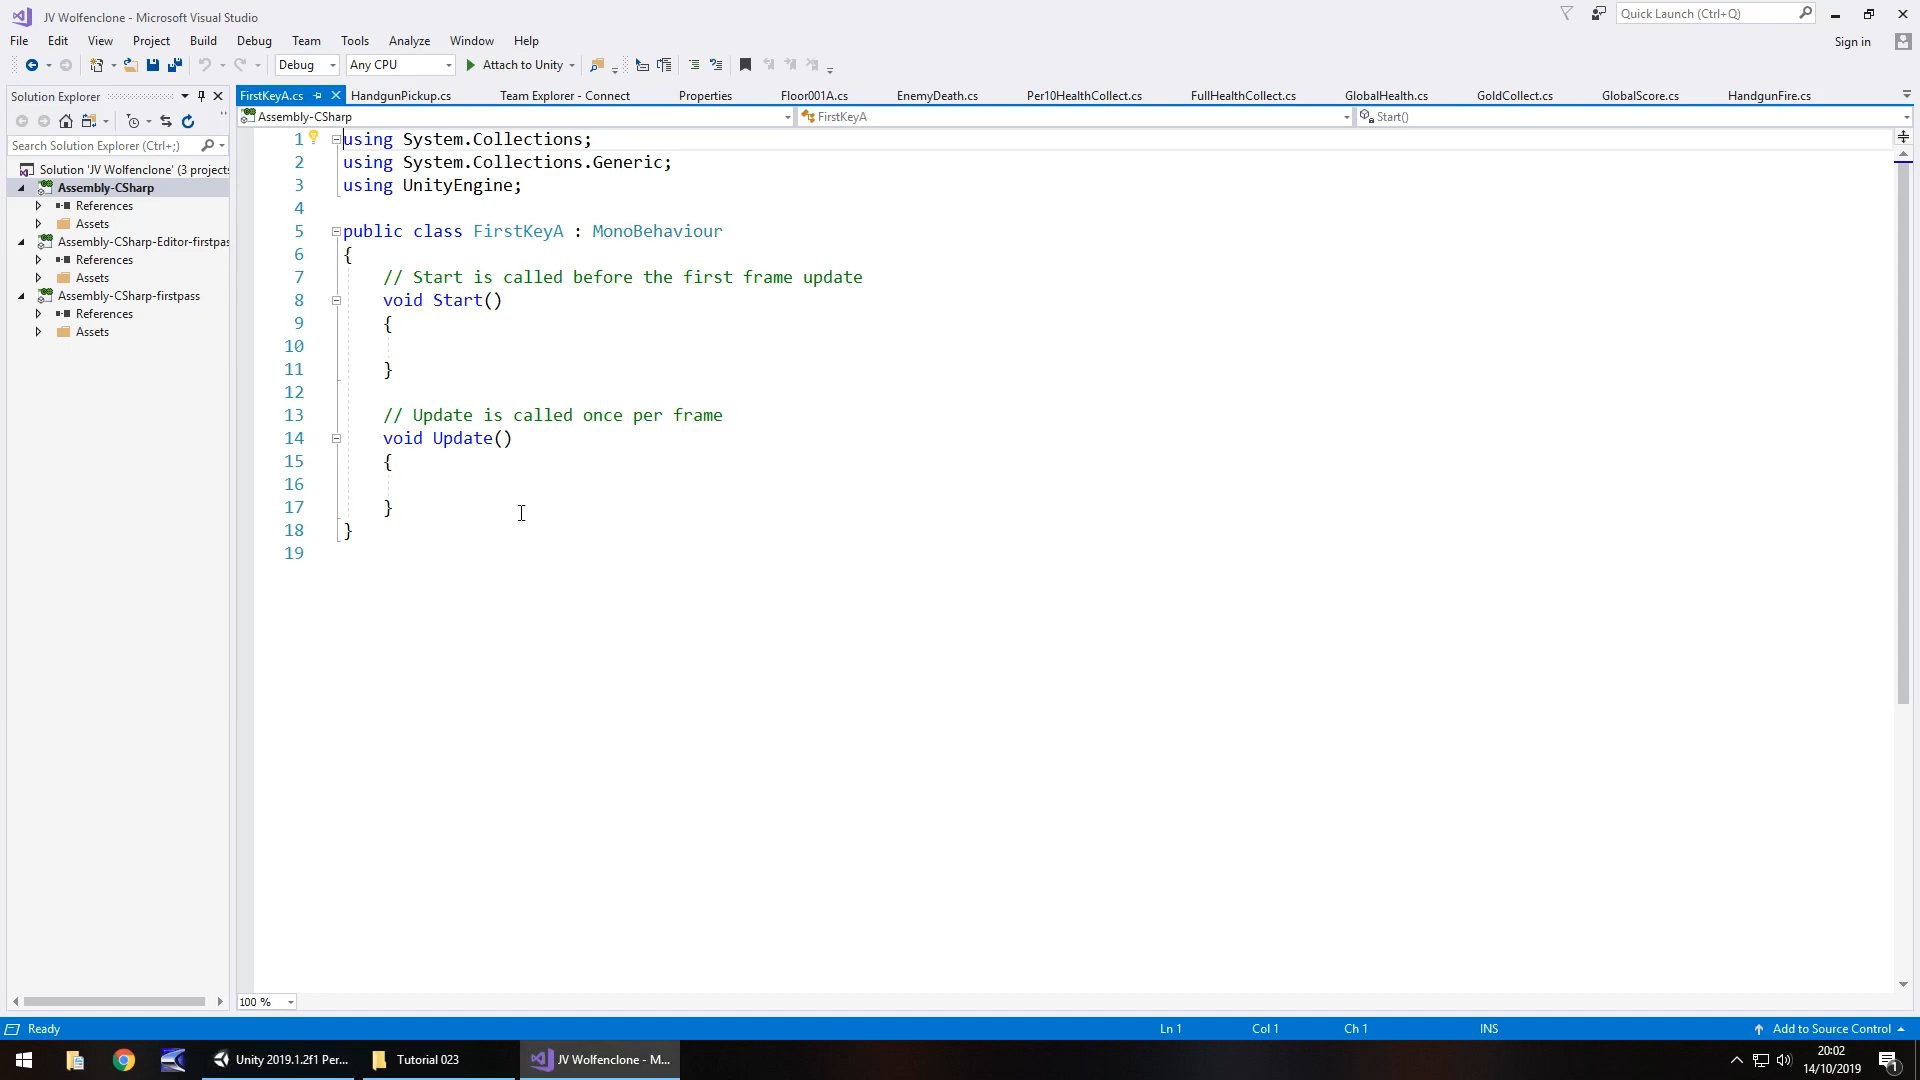 JV Wolfenclone - Microsoft Visual Studio
Quick Launch (Ctrl+Q)
File Edit View Project Build Debug Team Tools Analyze Window Help
Sign in
Debug Any CPU Attach to Unity
Solution Explorer
FirstKeyA.cs HandgunPickup.cs Team Explorer - Connect Properties Floor001A.cs EnemyDeath.cs Per10HealthCollect.cs FullHealthCollect.cs GlobalHealth.cs GoldCollect.cs GlobalScore.cs HandgunFire.cs
Assembly-CSharp FirstKeyA Start()
Search Solution Explorer (Ctrl+;)
Solution 'JV Wolfenclone' (3 projects
Assembly-CSharp
References
Assets
Assembly-CSharp-Editor-firstpas
References
Assets
Assembly-CSharp-firstpass
References
Assets
1 using System.Collections;
2 using System.Collections.Generic;
3 using UnityEngine;
4
5 public class FirstKeyA : MonoBehaviour
6 {
7 // Start is called before the first frame update
8 void Start()
9 {
10
11 }
12
13 // Update is called once per frame
14 void Update()
15 {
16
17 }
18 }
19
100 %
Ready Ln 1 Col 1 Ch 1 INS Add to Source Control
Unity 2019.1.2f1 Per... Tutorial 023 JV Wolfenclone - M...
20:02
14/10/2019
1